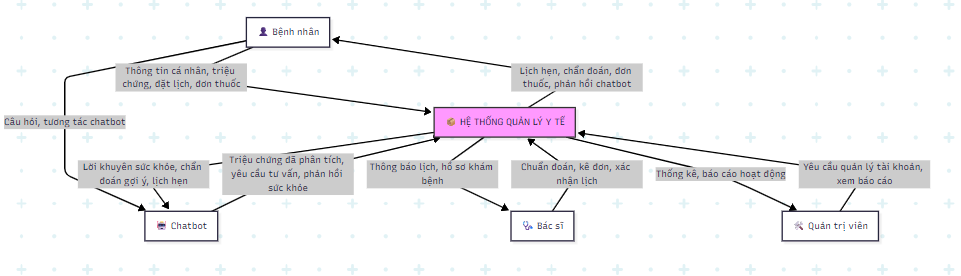 Bệnh nhân
Thông tin cá nhân, triệu
chứng, đặt lịch, đơn thuốc
Lịch hẹn, chẩn đoán, đơn
thuốc, phản hồi chatbot
Câu hỏi, tương tác chatbot
HỆ THỐNG QUẢN LÝ Y TẾ
Lời khuyên sức khỏe, chẩn
đoán gợi ý, lịch hẹn
Triệu chứng đã phân tích,
yêu cầu tư vấn, phản hồi
sức khỏe
Thông báo lịch, hồ sơ khám
bệnh
Chuẩn đoán, kê đơn, xác
nhận lịch
Thống kê, báo cáo hoạt động
Yêu cầu quản lý tài khoản,
xem báo cáo
Chatbot
Bác sĩ
Quản trị viên